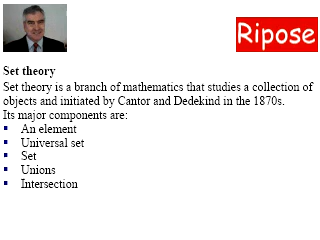 Ripose
Set theory
Set theory is a branch of mathematics that studies a collection of
objects and initiated by Cantor and Dedekind in the 1870s.
Its major components are:
▪ An element
▪ Universal set
▪ Set
▪ Unions
▪ Intersection